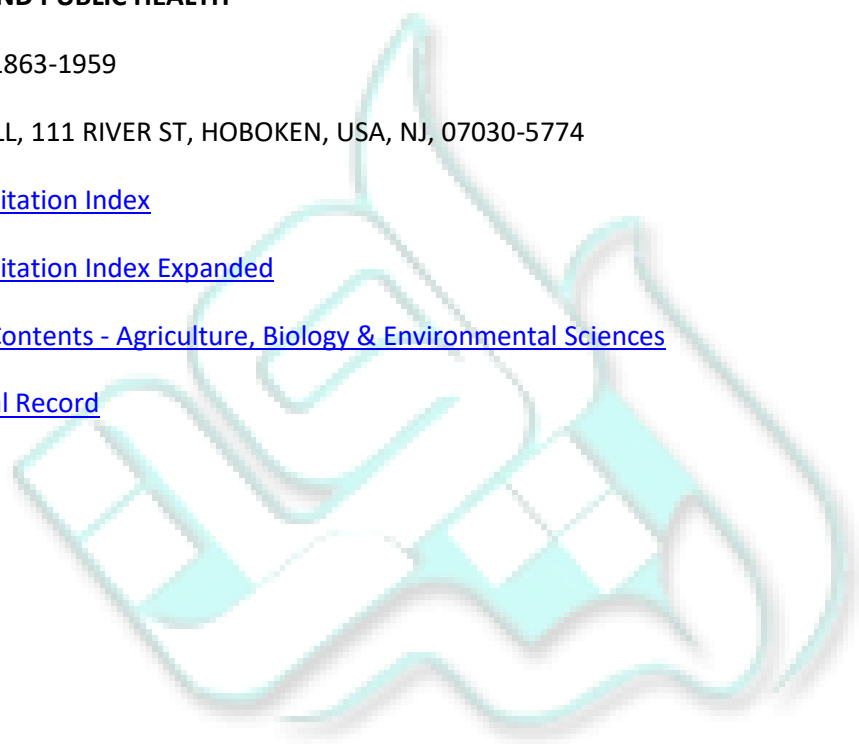 ND PUBLIC HEALTH
1863-1959
LL, 111 RIVER ST, HOBOKEN, USA, NJ, 07030-5774
itation Index
itation Index Expanded
ontents - Agriculture, Biology & Environmental Sciences
l Record